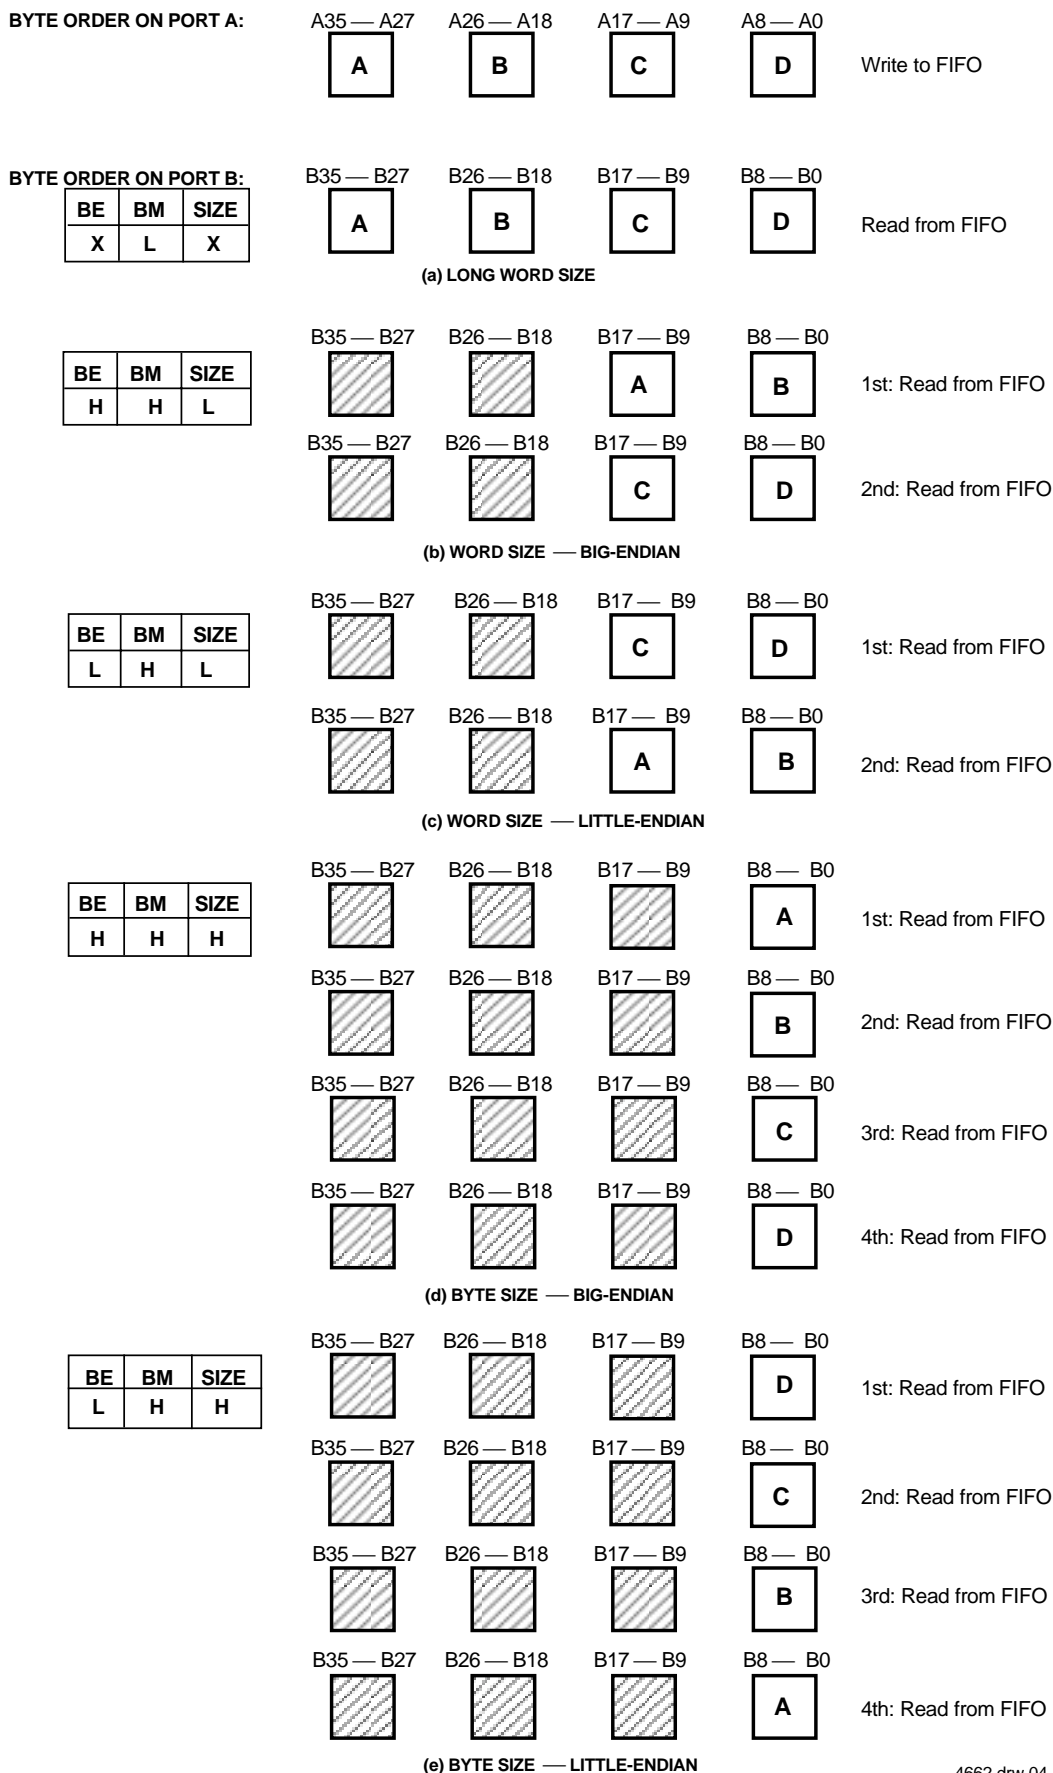 BYTE ORDER ON PORT A: A35 — A27 A26 — A18 A17 — A9 A8 — A0
A B C D Write to FIFO
BYTE ORDER ON PORT B: B35 — B27 B26 — B18 B17 — B9 B8 — B0
BE BM SIZE
A B C D Read from FIFO
X L X
(a) LONG WORD SIZE
B35 — B27 B26 — B18 B17 — B9 B8 — B0
BE BM SIZE
A B 1st: Read from FIFO
H H L
B35 — B27 B26 — B18 B17 — B9 B8 — B0
C D 2nd: Read from FIFO
(b) WORD SIZE — BIG-ENDIAN
B35 — B27 B26 — B18 B17 — B9 B8 — B0
BE BM SIZE
C D 1st: Read from FIFO
L H L
B35 — B27 B26 — B18 B17 — B9 B8 — B0
A B 2nd: Read from FIFO
(c) WORD SIZE — LITTLE-ENDIAN
B35 — B27 B26 — B18 B17 — B9 B8 — B0
BE BM SIZE
A 1st: Read from FIFO
H H H
B35 — B27 B26 — B18 B17 — B9 B8 — B0
B 2nd: Read from FIFO
B35 — B27 B26 — B18 B17 — B9 B8 — B0
C 3rd: Read from FIFO
B35 — B27 B26 — B18 B17 — B9 B8 — B0
D 4th: Read from FIFO
(d) BYTE SIZE — BIG-ENDIAN
B35 — B27 B26 — B18 B17 — B9 B8 — B0
BE BM SIZE
D 1st: Read from FIFO
L H H
B35 — B27 B26 — B18 B17 — B9 B8 — B0
C 2nd: Read from FIFO
B35 — B27 B26 — B18 B17 — B9 B8 — B0
B 3rd: Read from FIFO
B35 — B27 B26 — B18 B17 — B9 B8 — B0
A 4th: Read from FIFO
(e) BYTE SIZE — LITTLE-ENDIAN
4662 drw 04